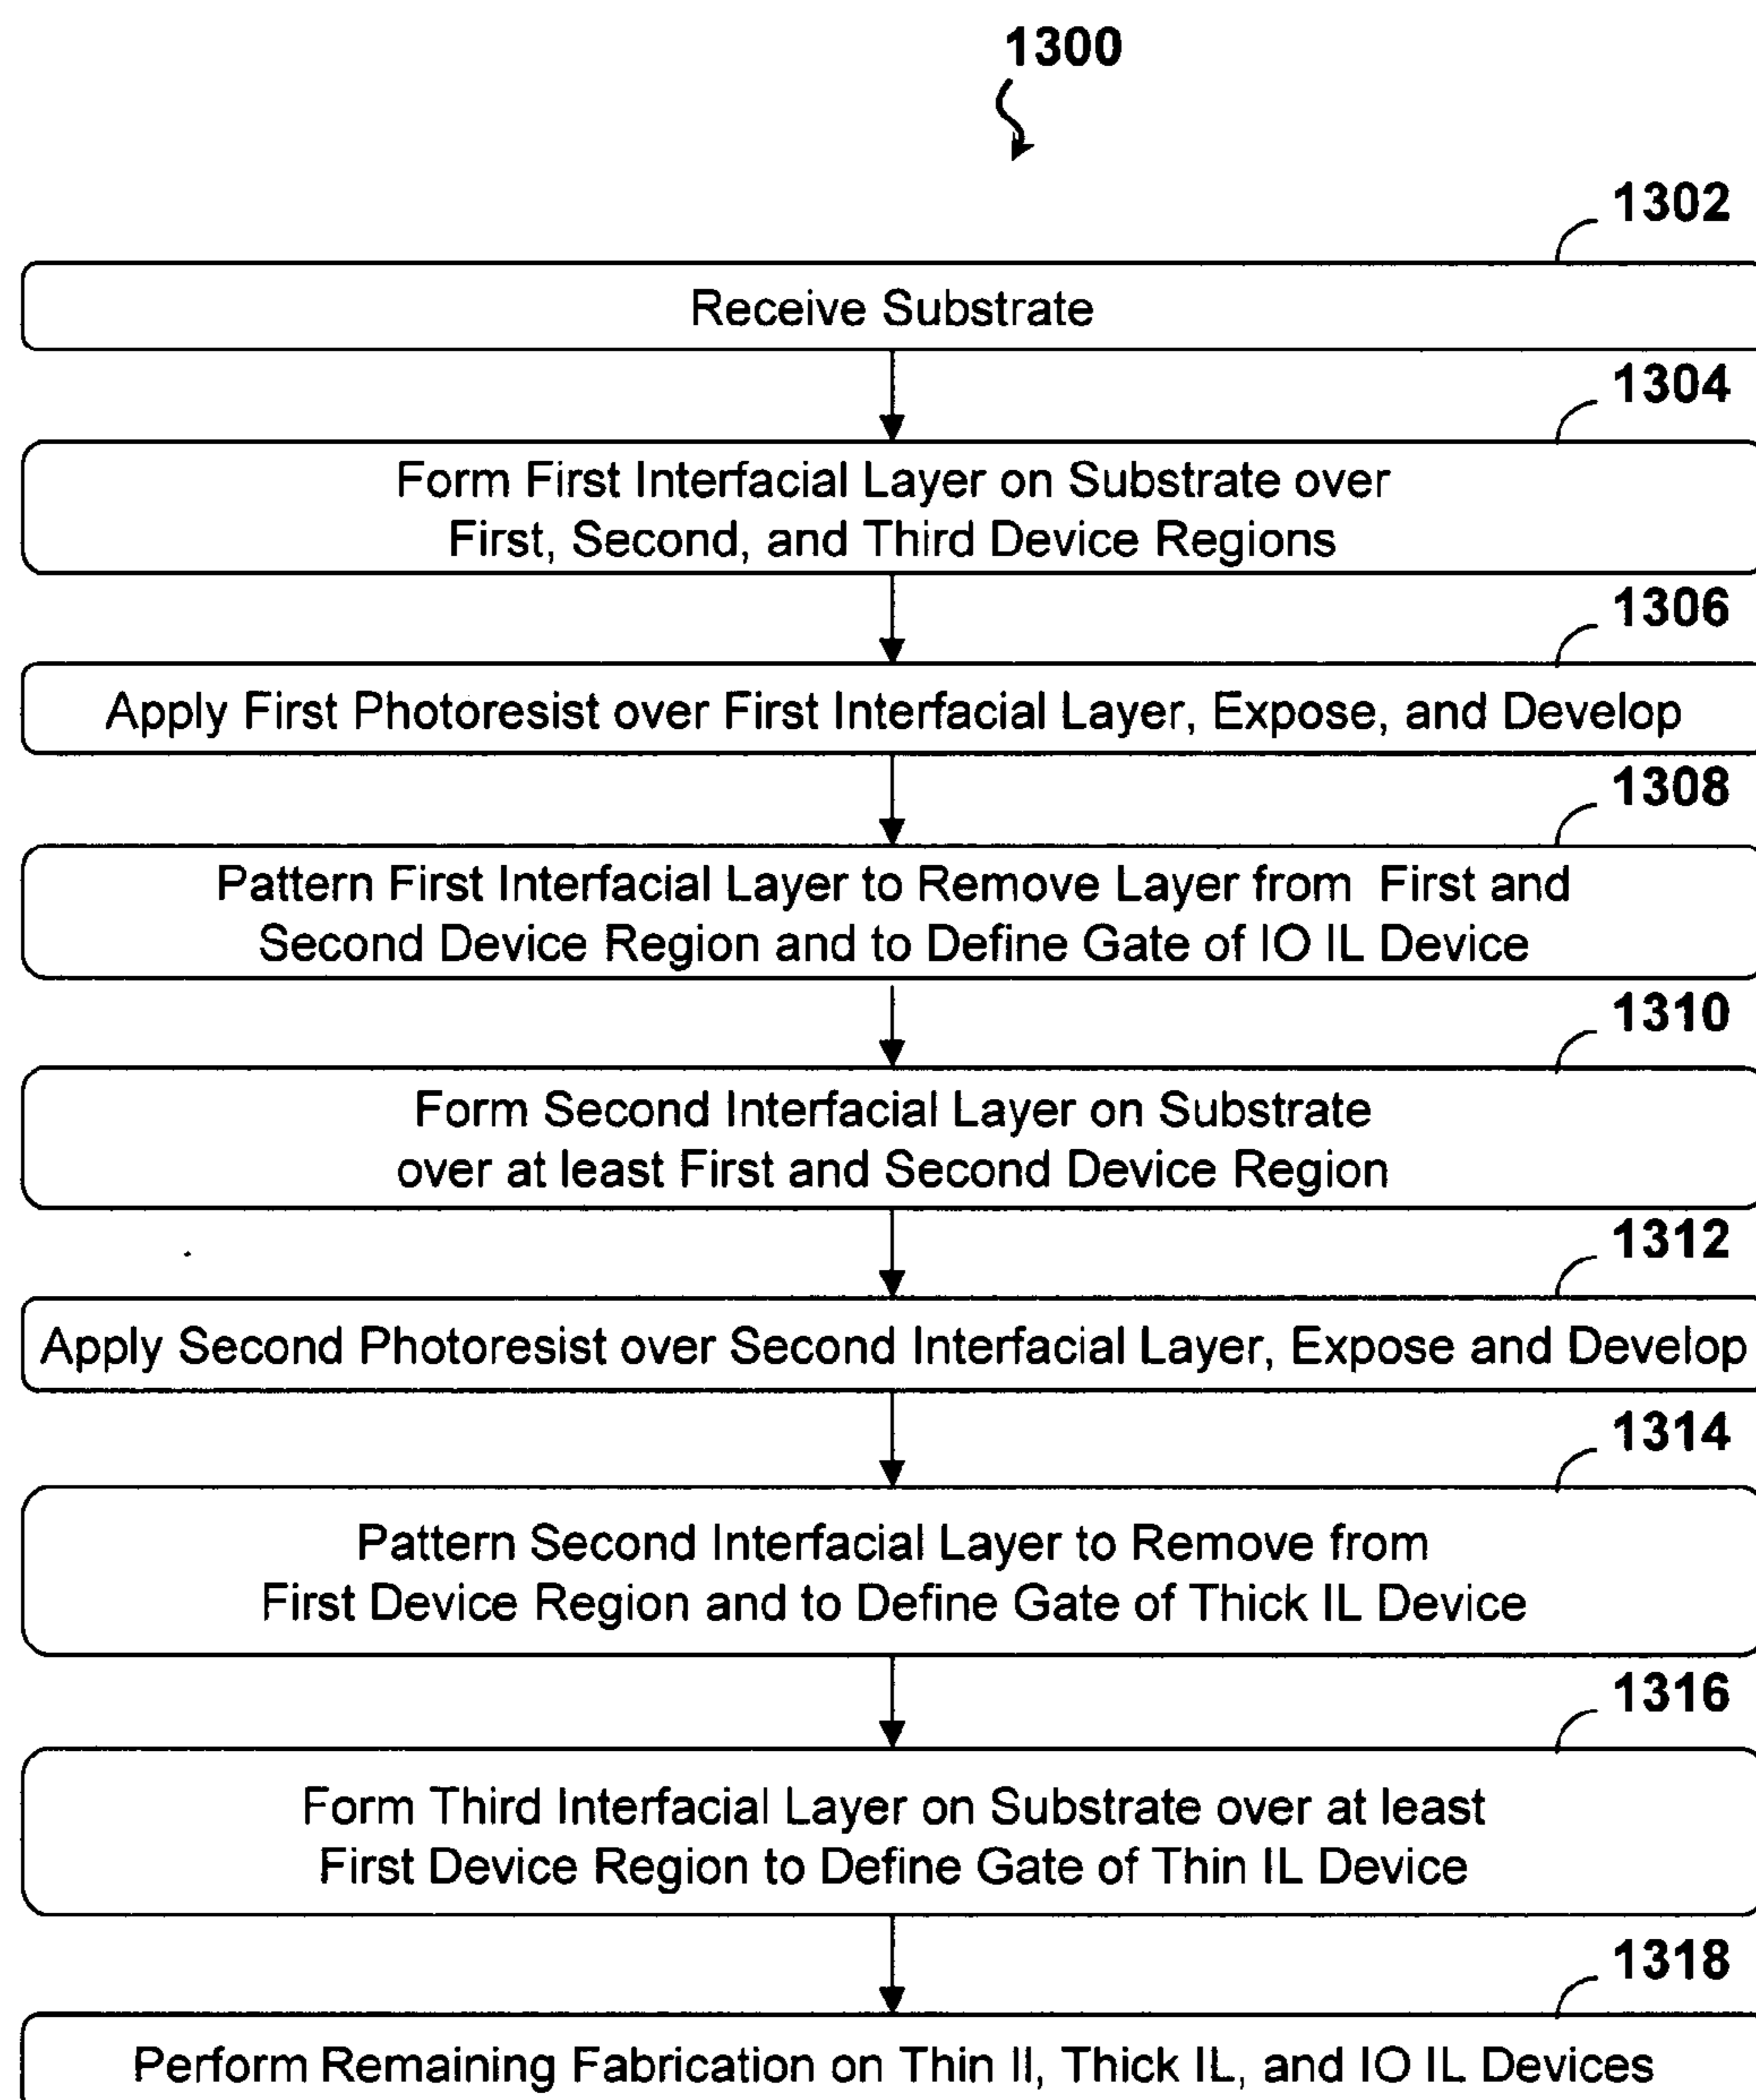 1300
1302
Receive Substrate
1304
Form First Interfacial Layer on Substrate over
First, Second, and Third Device Regions
1306
Apply First Photoresist over First Interfacial Layer, Expose, and Develop
1308
Pattern First Interfacial Layer to Remove Layer from First and
Second Device Region and to Define Gate of IO IL Device
1310
Form Second Interfacial Layer on Substrate
over at least First and Second Device Region
1312
Apply Second Photoresist over Second Interfacial Layer, Expose and Develop
1314
Pattern Second Interfacial Layer to Remove from
First Device Region and to Define Gate of Thick IL Device
1316
Form Third Interfacial Layer on Substrate over at least
First Device Region to Define Gate of Thin IL Device
1318
Perform Remaining Fabrication on Thin Il, Thick IL, and IO IL Devices